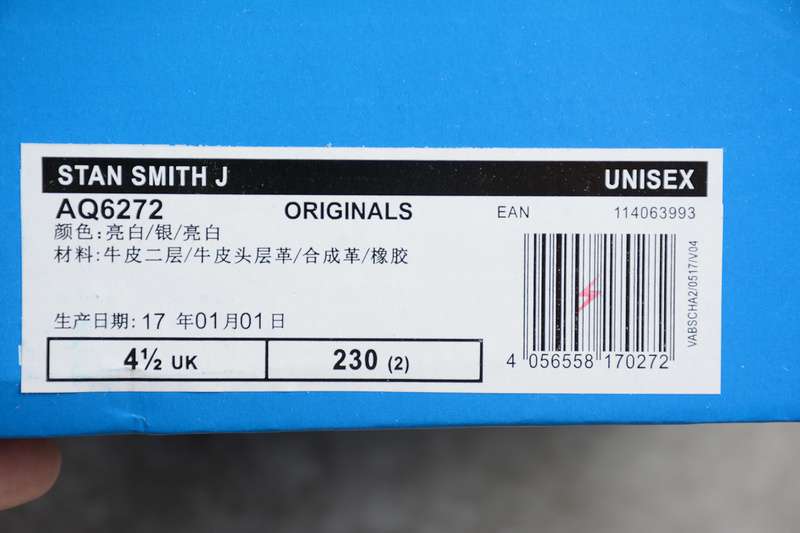 STAN SMITH J UNISEX
AQ6272 ORIGINALS EAN 114063993
颜色:亮白/银/亮白
材料:牛皮二层/牛皮头层革/合成革/橡胶
生产日期: 17 年01月01日
4½ UK 230 (2)
4 056558 170272
VABSCHA2/0517/V04